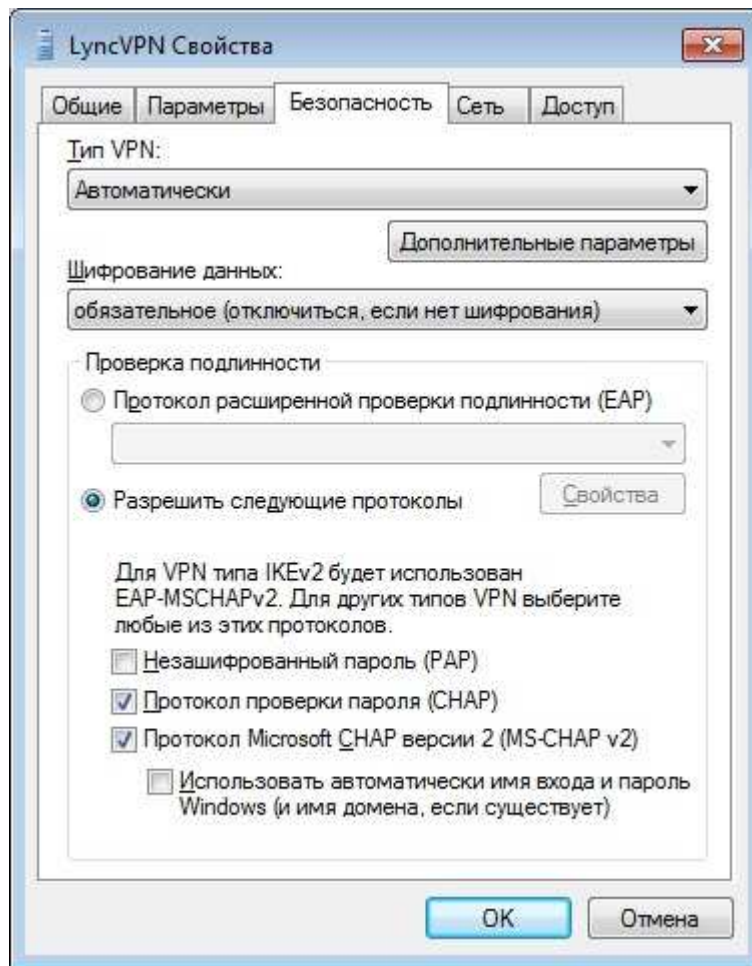 LyncVPN Свойства
Общие Параметры Безопасность Сеть Доступ
Тип VPN:
Автоматически
Дополнительные параметры
Шифрование данных:
обязательное (отключиться, если нет шифрования)
Проверка подлинности
Протокол расширенной проверки подлинности (EAP)
Разрешить следующие протоколы
Свойства
Для VPN типа IKEv2 будет использован
EAP-MSCHAPv2. Для других типов VPN выберите
любые из этих протоколов.
Незашифрованный пароль (PAP)
Протокол проверки пароля (CHAP)
Протокол Microsoft CHAP версии 2 (MS-CHAP v2)
Использовать автоматически имя входа и пароль
Windows (и имя домена, если существует)
OK Отмена